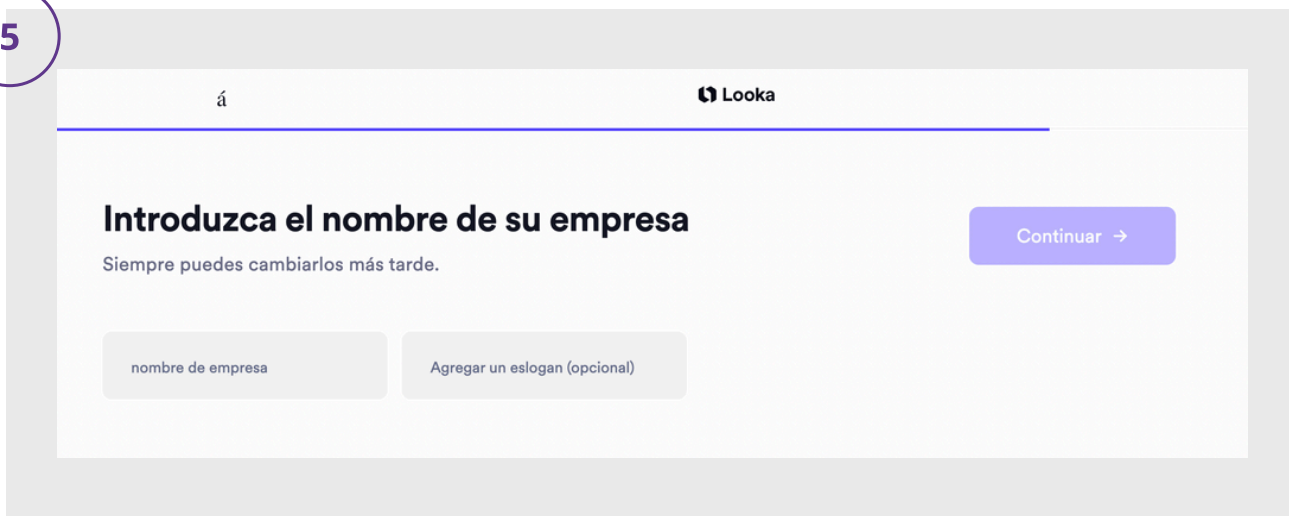 5
á
Looka
Introduzca el nombre de su empresa
Continuar →
Siempre puedes cambiarlos más tarde.
nombre de empresa
Agregar un eslogan (opcional)